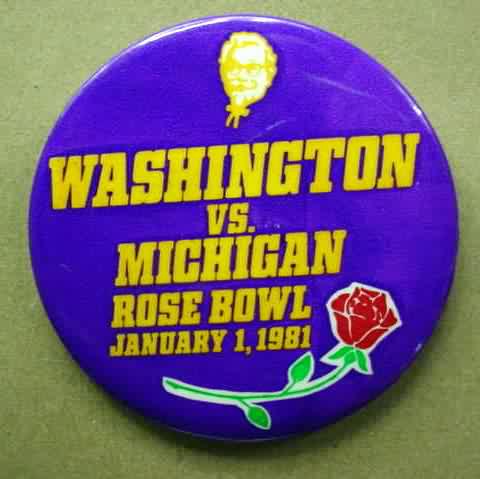 WASHINGTON
VS.
MICHIGAN
ROSE BOWL
JANUARY 1, 1981